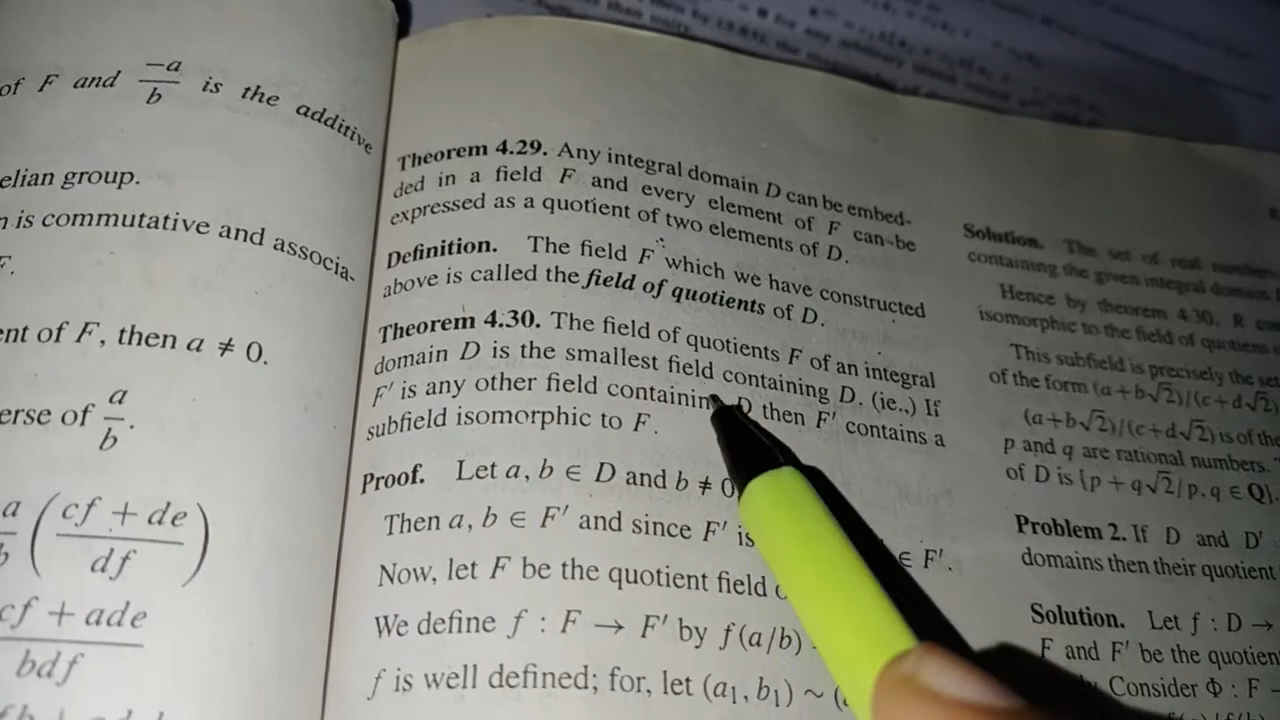 of F and -a/b is the additive
elian group.
is commutative and associa-
F.
ent of F, then a ≠ 0.
erse of a/b.
a/b (cf + de / df)
cf + ade / bdf
Theorem 4.29. Any integral domain D can be embed-
ded in a field F and every element of F can be
expressed as a quotient of two elements of D.
Definition. The field F which we have constructed
above is called the field of quotients of D.
Theorem 4.30. The field of quotients F of an integral
domain D is the smallest field containing D. (ie.,) If
F′ is any other field containing D then F′ contains a
subfield isomorphic to F.
Proof. Let a, b ∈ D and b ≠ 0
Then a, b ∈ F′ and since F′ is ∈ F′.
Now, let F be the quotient field
We define f : F → F′ by f(a/b)
f is well defined; for, let (a₁, b₁) ~
Solution. The set of real numbers
containing the given integral domain
Hence by theorem 4.30, R
isomorphic to the field of quotients
This subfield is precisely the set
of the form (a+b√2)/(c+d√2)
(a+b√2)/(c+d√2) is of the
p and q are rational numbers.
of D is {p + q√2/p, q ∈ Q}.
Problem 2. If D and D′
domains then their quotient
Solution. Let f : D →
F and F′ be the quotient
Consider Φ : F